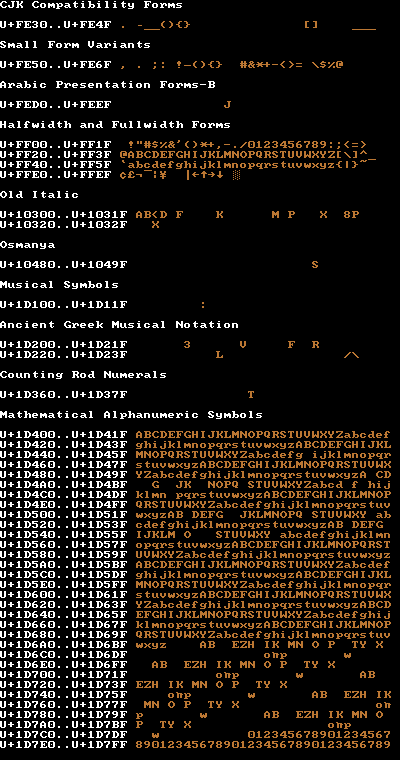 CJK Compatibility Forms
U+FE30..U+FE4F . -__(){} [] ___
Small Form Variants
U+FE50..U+FE6F , . ;: !-(){} #&*+-<>= \$%@
Arabic Presentation Forms-B
U+FED0..U+FEEF J
Halfwidth and Fullwidth Forms
U+FF00..U+FF1F !"#$%&'()*+,-./0123456789:;<=>
U+FF20..U+FF3F @ABCDEFGHIJKLMNOPQRSTUVWXYZ[\]^_
U+FF40..U+FF5F `abcdefghijklmnopqrstuvwxyz{|}~
U+FFE0..U+FFEF ¢£¬¯¦¥ |←↑→↓ ░
Old Italic
U+10300..U+1031F AB<D F K M P X 8P
U+10320..U+1032F X
Osmanya
U+10480..U+1049F S
Musical Symbols
U+1D100..U+1D11F :
Ancient Greek Musical Notation
U+1D200..U+1D21F 3 V F R
U+1D220..U+1D23F L /\
Counting Rod Numerals
U+1D360..U+1D37F T
Mathematical Alphanumeric Symbols
U+1D400..U+1D41F ABCDEFGHIJKLMNOPQRSTUVWXYZabcdef
U+1D420..U+1D43F ghijklmnopqrstuvwxyzABCDEFGHIJKL
U+1D440..U+1D45F MNOPQRSTUVWXYZabcdefg ijklmnopqr
U+1D460..U+1D47F stuvwxyzABCDEFGHIJKLMNOPQRSTUVWX
U+1D480..U+1D49F YZabcdefghijklmnopqrstuvwxyzA CD
U+1D4A0..U+1D4BF G JK NOPQ STUVWXYZabcd f hij
U+1D4C0..U+1D4DF klmn pqrstuvwxyzABCDEFGHIJKLMNOP
U+1D4E0..U+1D4FF QRSTUVWXYZabcdefghijklmnopqrstuv
U+1D500..U+1D51F wxyzAB DEFG JKLMNOPQ STUVWXY ab
U+1D520..U+1D53F cdefghijklmnopqrstuvwxyzAB DEFG
U+1D540..U+1D55F IJKLM O STUVWXY abcdefghijklmn
U+1D560..U+1D57F opqrstuvwxyzABCDEFGHIJKLMNOPQRST
U+1D580..U+1D59F UVWXYZabcdefghijklmnopqrstuvwxyz
U+1D5A0..U+1D5BF ABCDEFGHIJKLMNOPQRSTUVWXYZabcdef
U+1D5C0..U+1D5DF ghijklmnopqrstuvwxyzABCDEFGHIJKL
U+1D5E0..U+1D5FF MNOPQRSTUVWXYZabcdefghijklmnopqr
U+1D600..U+1D61F stuvwxyzABCDEFGHIJKLMNOPQRSTUVWX
U+1D620..U+1D63F YZabcdefghijklmnopqrstuvwxyzABCD
U+1D640..U+1D65F EFGHIJKLMNOPQRSTUVWXYZabcdefghij
U+1D660..U+1D67F klmnopqrstuvwxyzABCDEFGHIJKLMNOP
U+1D680..U+1D69F QRSTUVWXYZabcdefghijklmnopqrstuv
U+1D6A0..U+1D6BF wxyz AB EZH IK MN O P TY X
U+1D6C0..U+1D6DF onp w
U+1D6E0..U+1D6FF AB EZH IK MN O P TY X
U+1D700..U+1D71F onp w AB
U+1D720..U+1D73F EZH IK MN O P TY X
U+1D740..U+1D75F onp w AB EZH IK
U+1D760..U+1D77F MN O P TY X on
U+1D780..U+1D79F p w AB EZH IK MN O
U+1D7A0..U+1D7BF P TY X onp
U+1D7C0..U+1D7DF w 01234567890 1234567
U+1D7E0..U+1D7FF 89012345678901234567890123456789